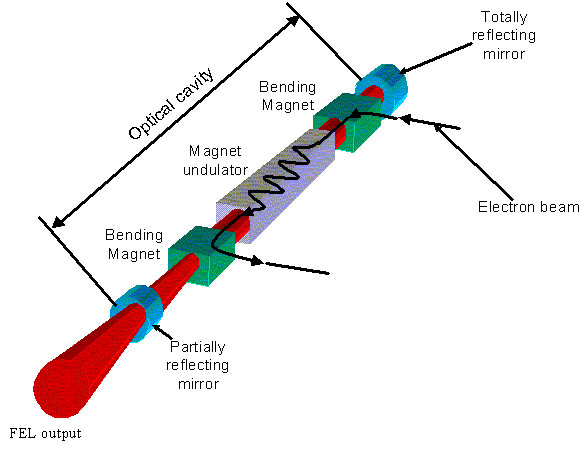 Totally
reflecting
mirror
Bending
Magnet
Optical cavity
Magnet
undulator
Electron beam
Bending
Magnet
Partially
reflecting
mirror
FEL output